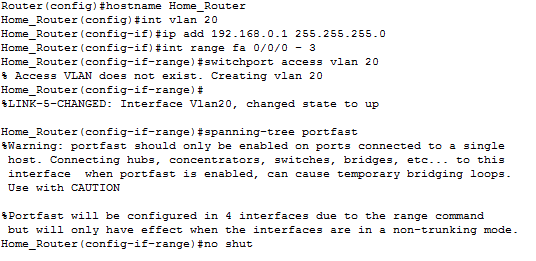 Router(config)#hostname Home_Router
Home_Router(config)#int vlan 20
Home_Router(config-if)#ip add 192.168.0.1 255.255.255.0
Home_Router(config-if)#int range fa 0/0/0 - 3
Home_Router(config-if-range)#switchport access vlan 20
% Access VLAN does not exist. Creating vlan 20
Home_Router(config-if-range)#
%LINK-5-CHANGED: Interface Vlan20, changed state to up
Home_Router(config-if-range)#spanning-tree portfast
%Warning: portfast should only be enabled on ports connected to a single
host. Connecting hubs, concentrators, switches, bridges, etc... to this
interface  when portfast is enabled, can cause temporary bridging loops.
Use with CAUTION
%Portfast will be configured in 4 interfaces due to the range command
but will only have effect when the interfaces are in a non-trunking mode.
Home_Router(config-if-range)#no shut